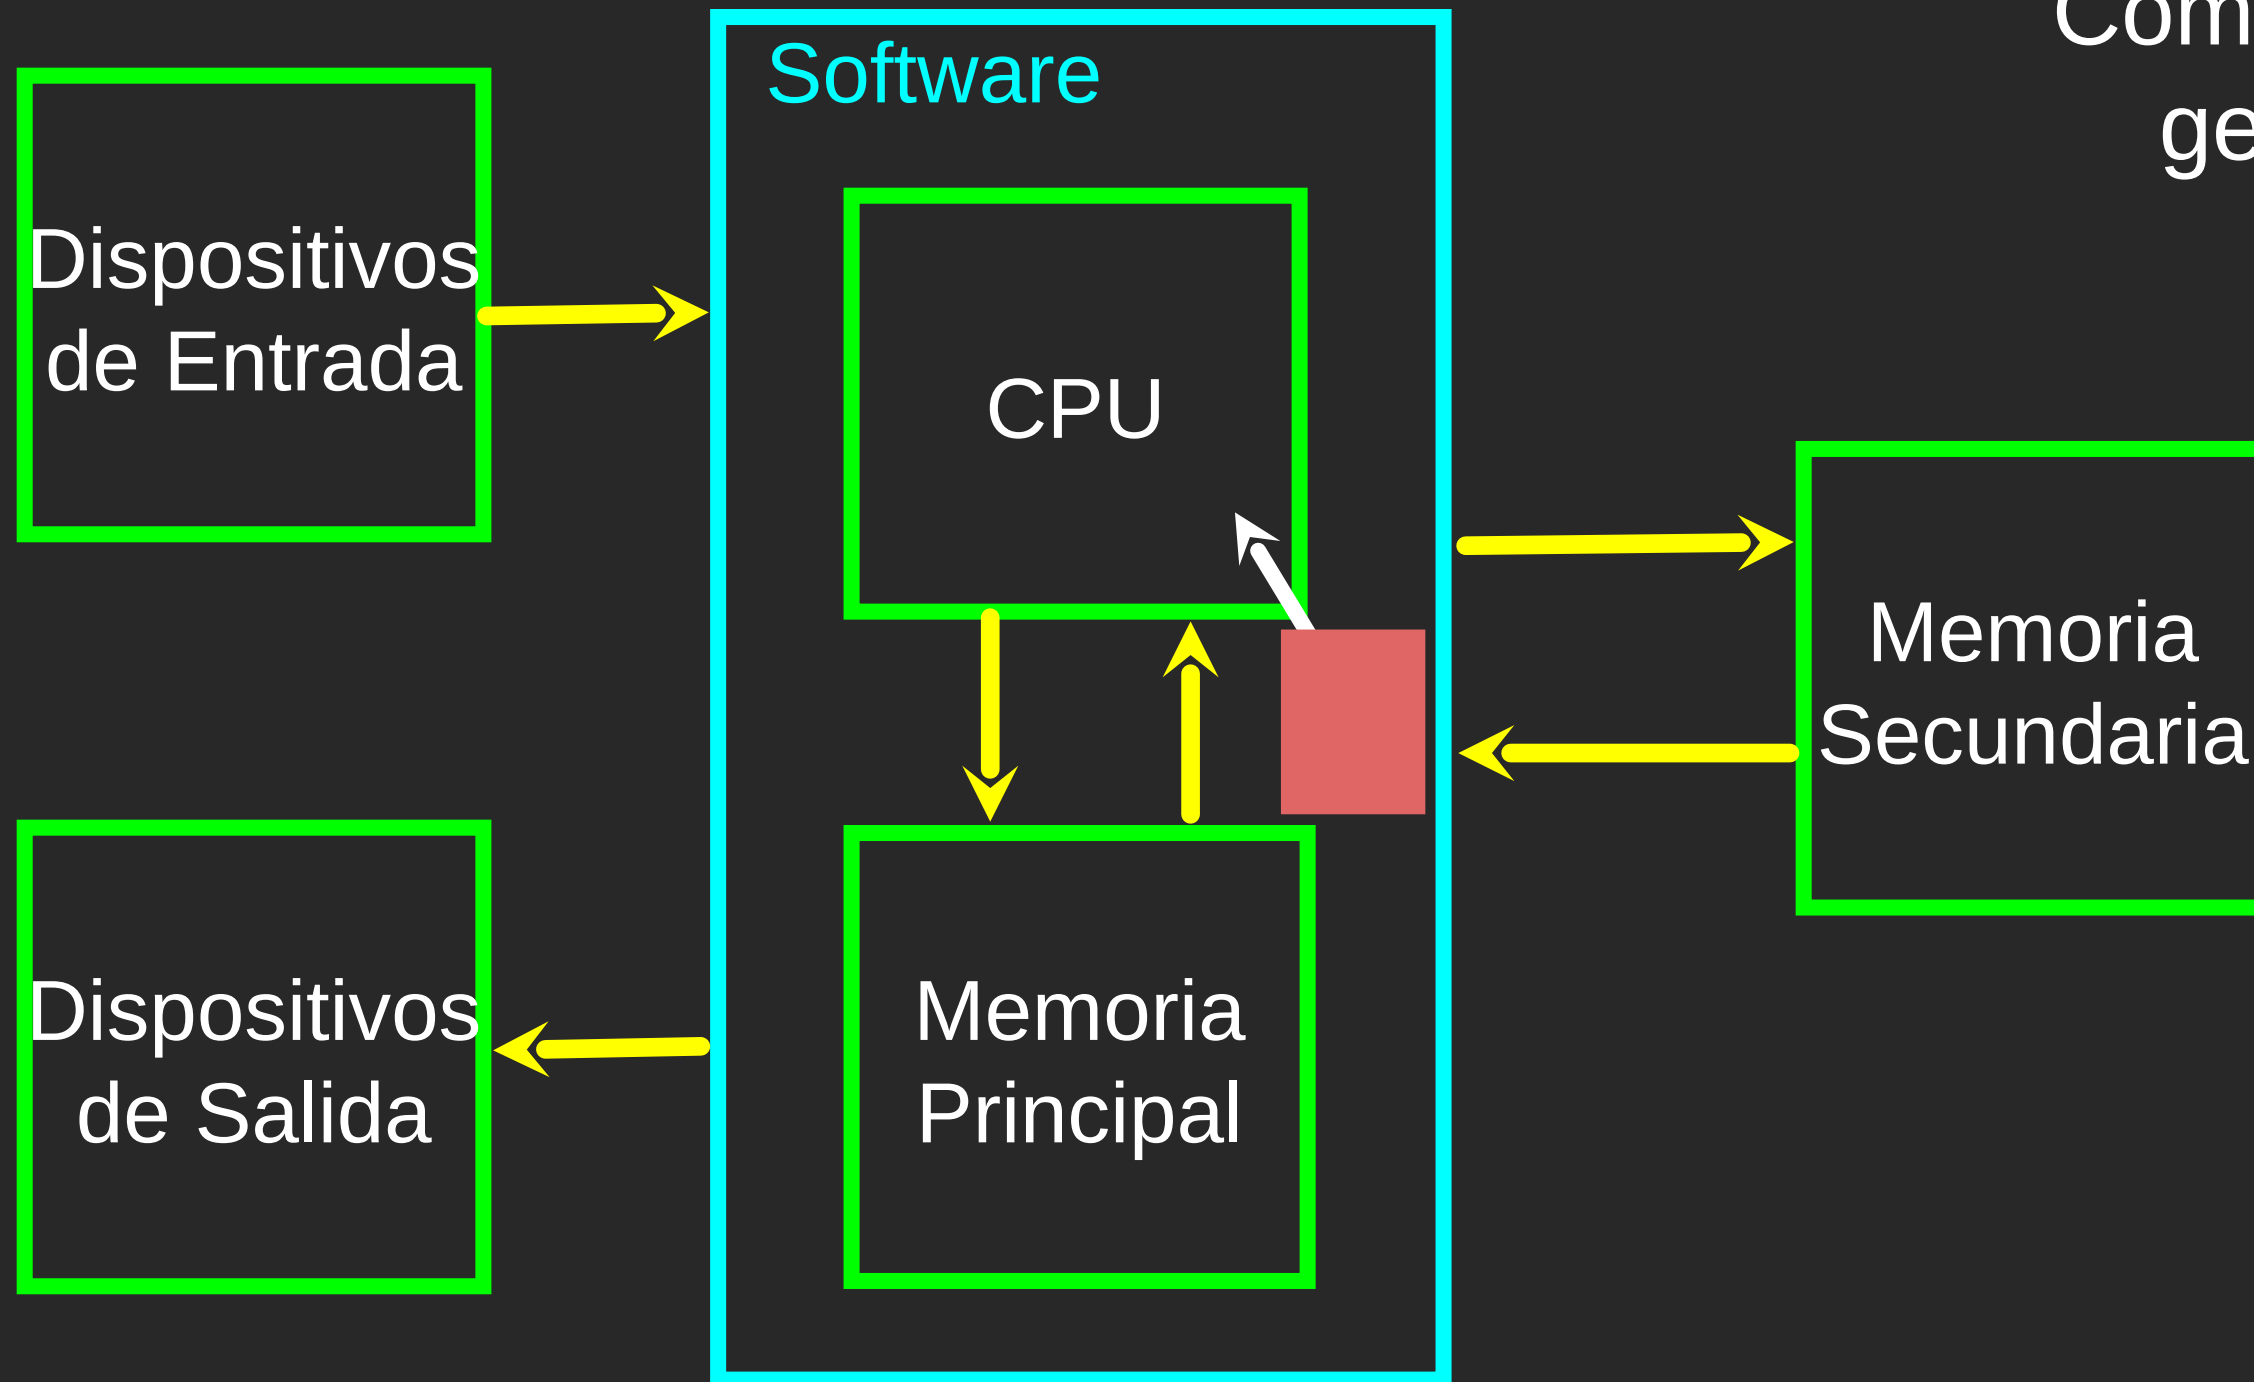 Software
Dispositivos
de Entrada
CPU
Memoria
Secundaria
Dispositivos
de Salida
Memoria
Principal